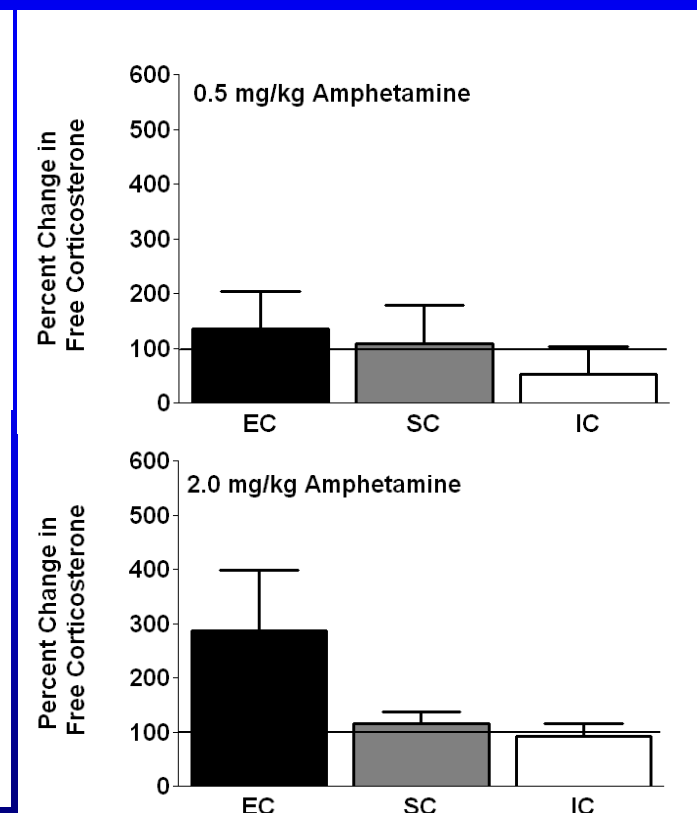 0.5 mg/kg Amphetamine
Percent Change in
Free Corticosterone
600
500
400
300
200
100
0
EC SC IC
2.0 mg/kg Amphetamine
Percent Change in
Free Corticosterone
600
500
400
300
200
100
0
EC SC IC